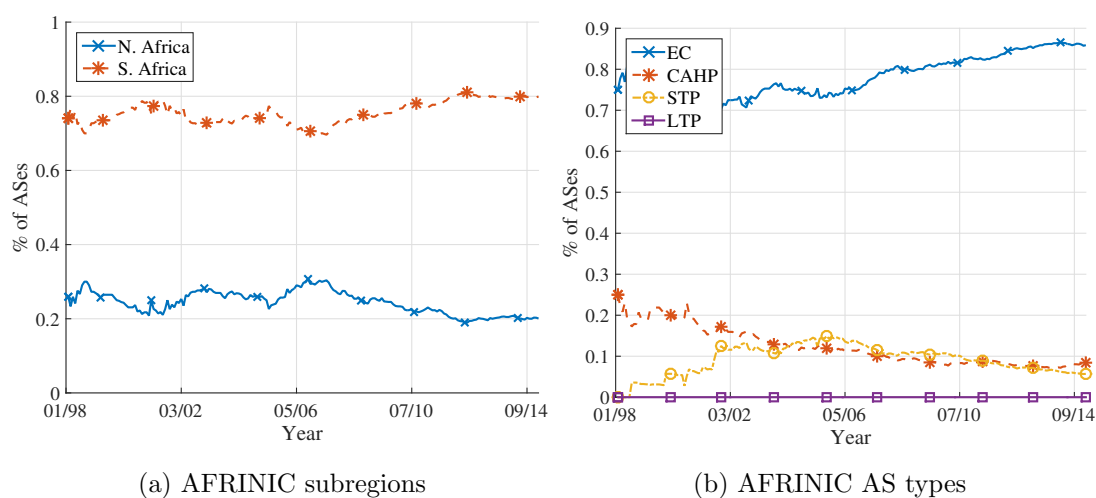 1
0.8
0.6
0.4
0.2
0
% of ASes
N. Africa
S. Africa
01/98 03/02 05/06 07/10 09/14
Year
(a) AFRINIC subregions
0.9
0.8
0.7
0.6
0.5
0.4
0.3
0.2
0.1
0
% of ASes
EC
CAHP
STP
LTP
01/98 03/02 05/06 07/10 09/14
Year
(b) AFRINIC AS types